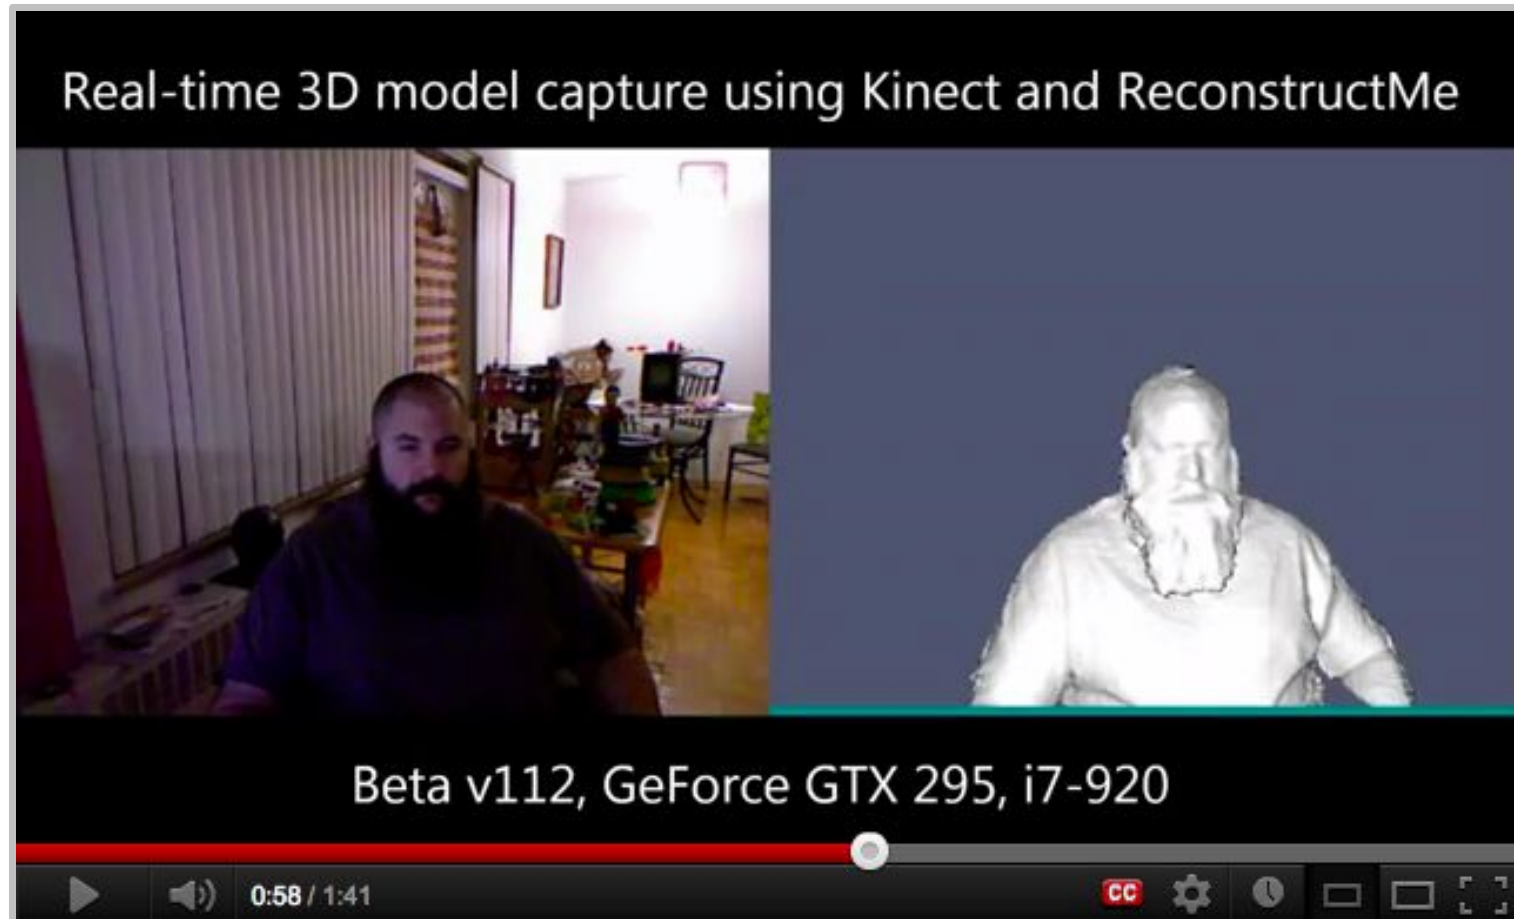 Real-time 3D model capture using Kinect and ReconstructMe
Beta v112, GeForce GTX 295, i7-920
0:58 / 1:41
CC